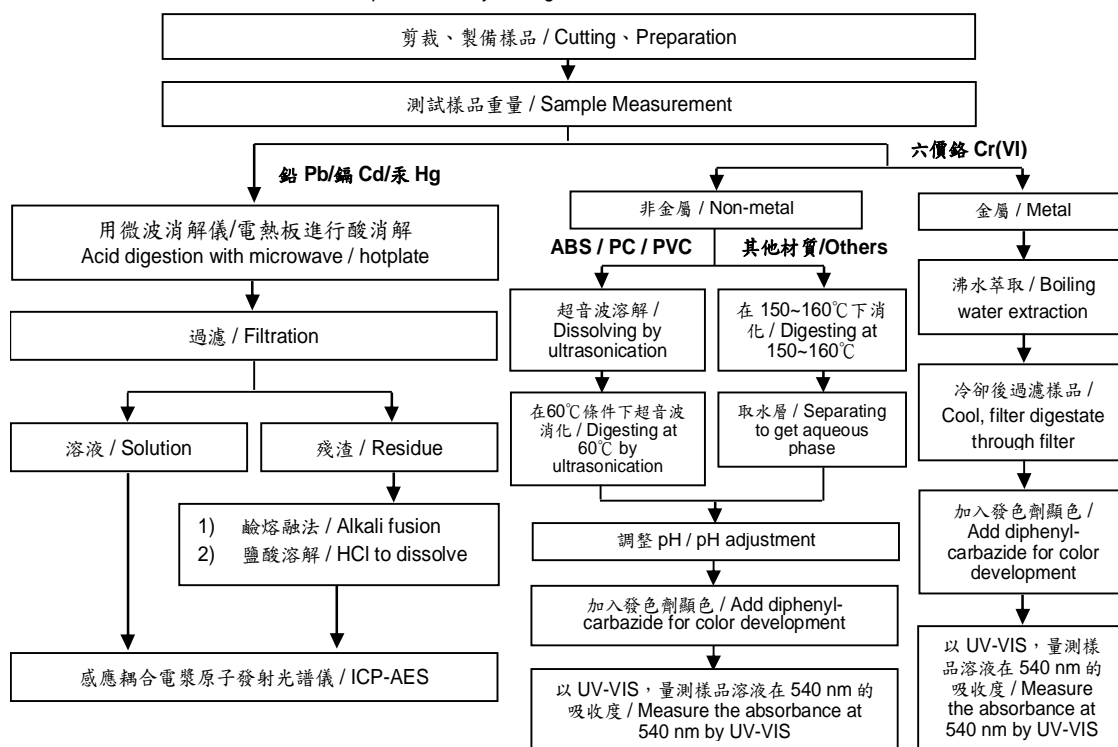 剪裁、製備樣品 / Cutting、Preparation
測試樣品重量 / Sample Measurement
鉛 Pb/鎘 Cd/汞 Hg
六價鉻 Cr(VI)
用微波消解儀/電熱板進行酸消解
Acid digestion with microwave / hotplate
過濾 / Filtration
溶液 / Solution
殘渣 / Residue
1) 鹼熔融法 / Alkali fusion
2) 鹽酸溶解 / HCl to dissolve
感應耦合電漿原子發射光譜儀 / ICP-AES
非金屬 / Non-metal
ABS / PC / PVC
其他材質/Others
超音波溶解 /
Dissolving by
ultrasonication
在 150~160℃下消
化 / Digesting at
150~160℃
在60℃條件下超音波
消化 / Digesting at
60℃ by
ultrasonication
取水層 / Separating
to get aqueous
phase
調整 pH / pH adjustment
加入發色劑顯色 / Add diphenyl-
carbazide for color development
以 UV-VIS，量測樣品溶液在 540 nm 的
吸收度 / Measure the absorbance at
540 nm by UV-VIS
金屬 / Metal
沸水萃取 / Boiling
water extraction
冷卻後過濾樣品 /
Cool, filter digestate
through filter
加入發色劑顯色 /
Add diphenyl-
carbazide for color
development
以 UV-VIS，量測樣
品溶液在 540 nm 的
吸收度 / Measure
the absorbance at
540 nm by UV-VIS